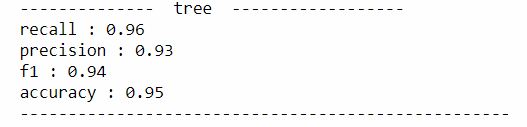 --------------  tree  ------------------
recall : 0.96
precision : 0.93
f1 : 0.94
accuracy : 0.95
---------------------------------------------------